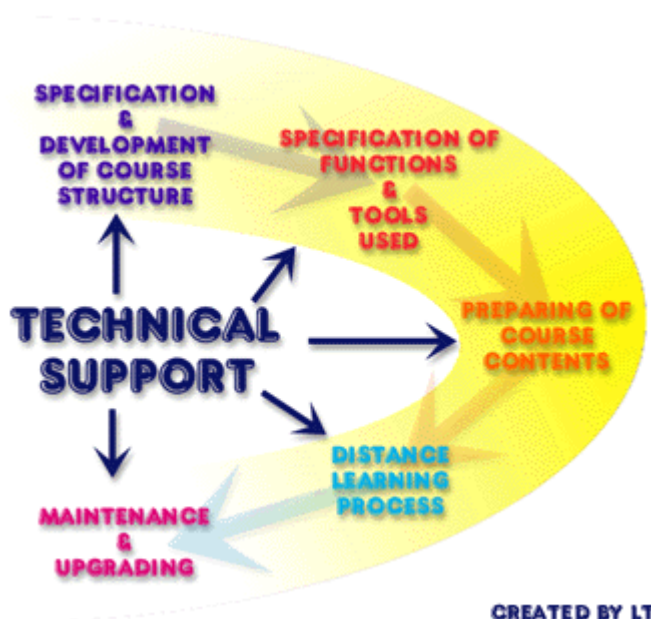 SPECIFICATION
&
DEVELOPMENT
OF COURSE
STRUCTURE
SPECIFICATION OF
FUNCTIONS
&
TOOLS
USED
TECHNICAL
SUPPORT
PREPARING OF
COURSE
CONTENTS
DISTANCE
LEARNING
PROCESS
MAINTENANCE
&
UPGRADING
CREATED BY LT